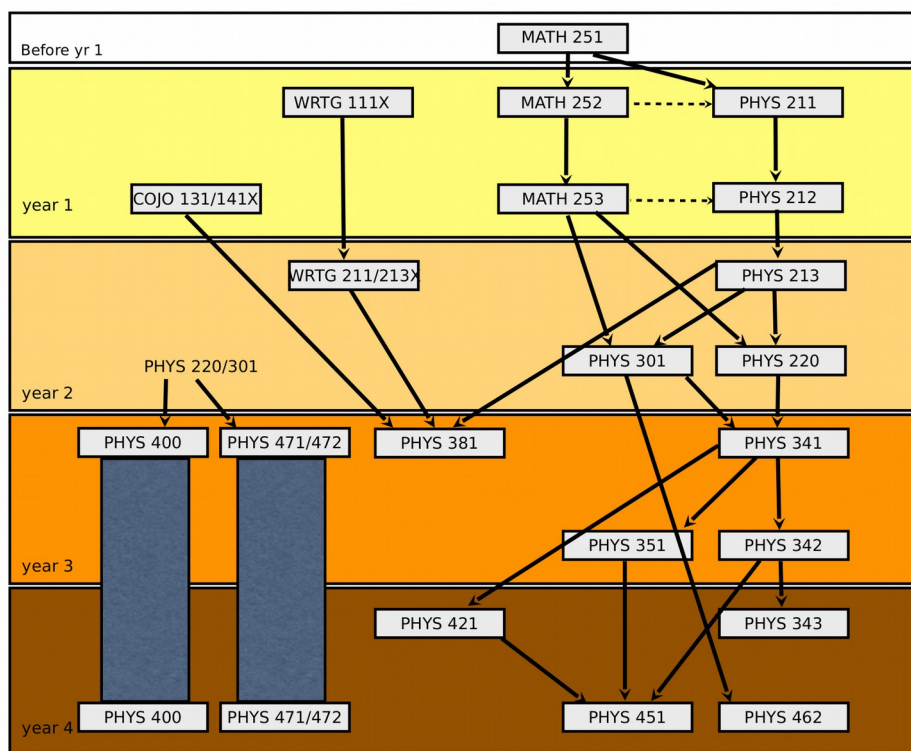 MATH 251
Before yr 1
WRTG 111X
MATH 252
PHYS 211
COJO 131/141X
MATH 253
PHYS 212
year 1
WRTG 211/213X
PHYS 213
PHYS 220/301
PHYS 301
PHYS 220
year 2
PHYS 400
PHYS 471/472
PHYS 381
PHYS 341
PHYS 351
PHYS 342
year 3
PHYS 421
PHYS 343
PHYS 400
PHYS 471/472
PHYS 451
PHYS 462
year 4